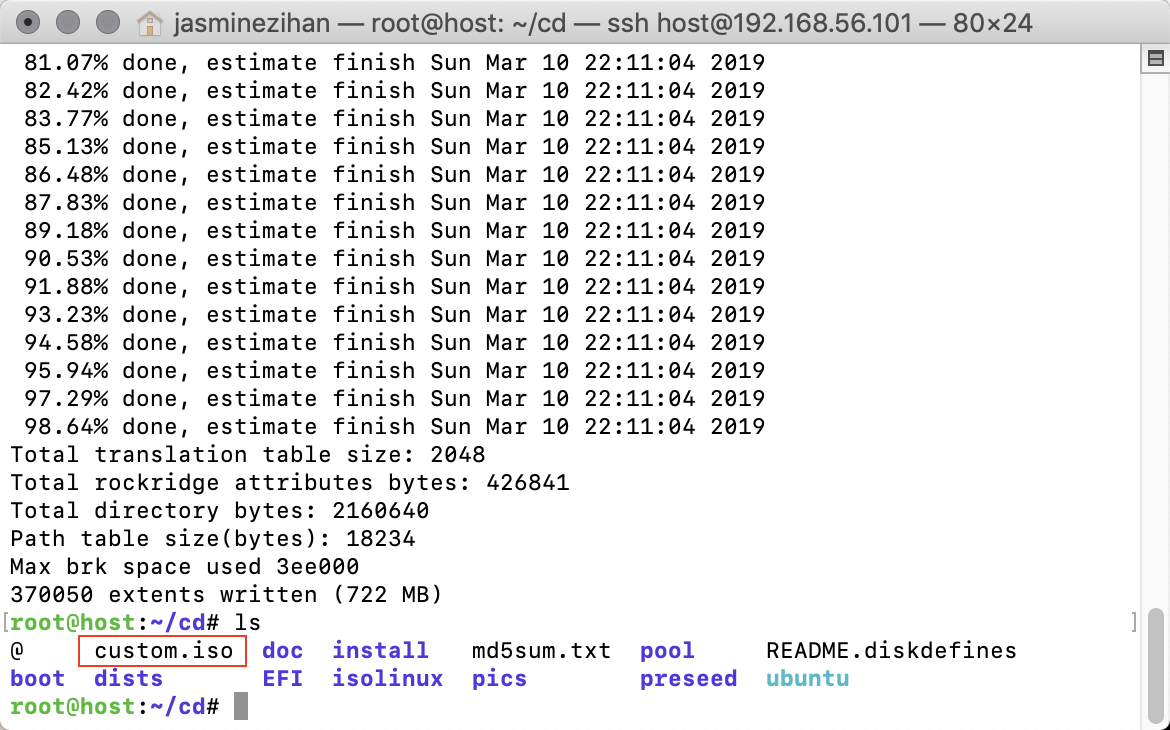 jasminezihan — root@host: ~/cd — ssh host@192.168.56.101 — 80×24
 81.07% done, estimate finish Sun Mar 10 22:11:04 2019
 82.42% done, estimate finish Sun Mar 10 22:11:04 2019
 83.77% done, estimate finish Sun Mar 10 22:11:04 2019
 85.13% done, estimate finish Sun Mar 10 22:11:04 2019
 86.48% done, estimate finish Sun Mar 10 22:11:04 2019
 87.83% done, estimate finish Sun Mar 10 22:11:04 2019
 89.18% done, estimate finish Sun Mar 10 22:11:04 2019
 90.53% done, estimate finish Sun Mar 10 22:11:04 2019
 91.88% done, estimate finish Sun Mar 10 22:11:04 2019
 93.23% done, estimate finish Sun Mar 10 22:11:04 2019
 94.58% done, estimate finish Sun Mar 10 22:11:04 2019
 95.94% done, estimate finish Sun Mar 10 22:11:04 2019
 97.29% done, estimate finish Sun Mar 10 22:11:04 2019
 98.64% done, estimate finish Sun Mar 10 22:11:04 2019
Total translation table size: 2048
Total rockridge attributes bytes: 426841
Total directory bytes: 2160640
Path table size(bytes): 18234
Max brk space used 3ee000
370050 extents written (722 MB)
[root@host:~/cd# ls ]
@     custom.iso  doc  install   md5sum.txt  pool     README.diskdefines
boot  dists       EFI  isolinux  pics        preseed  ubuntu
root@host:~/cd#